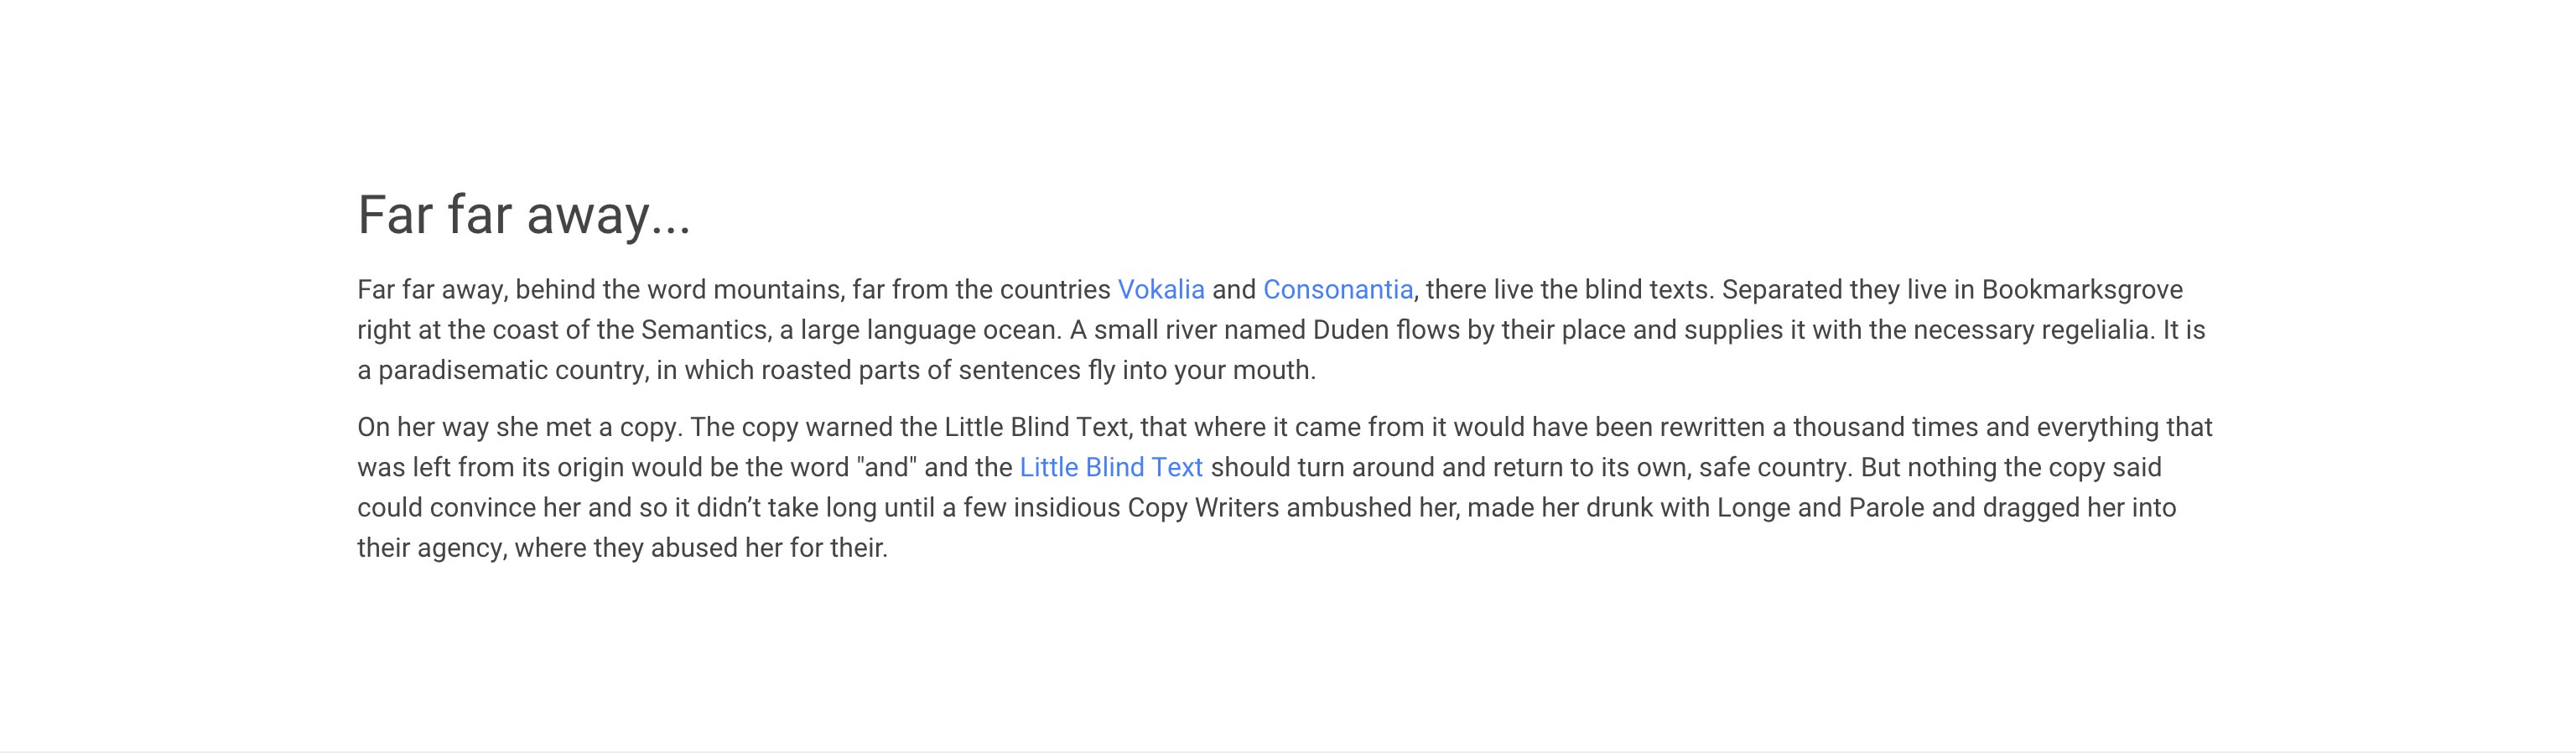 Far far away...
Far far away, behind the word mountains, far from the countries Vokalia and Consonantia, there live the blind texts. Separated they live in Bookmarksgrove
right at the coast of the Semantics, a large language ocean. A small river named Duden flows by their place and supplies it with the necessary regelialia. It is
a paradisematic country, in which roasted parts of sentences fly into your mouth.
On her way she met a copy. The copy warned the Little Blind Text, that where it came from it would have been rewritten a thousand times and everything that
was left from its origin would be the word "and" and the Little Blind Text should turn around and return to its own, safe country. But nothing the copy said
could convince her and so it didn’t take long until a few insidious Copy Writers ambushed her, made her drunk with Longe and Parole and dragged her into
their agency, where they abused her for their.